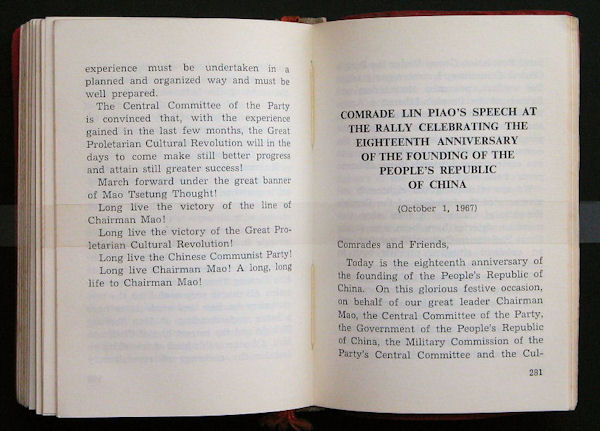 experience must be undertaken in a
planned and organized way and must be
well prepared.
The Central Committee of the Party
is convinced that, with the experience
gained in the last few months, the Great
Proletarian Cultural Revolution will in the
days to come make still better progress
and attain still greater success!
March forward under the great banner
of Mao Tsetung Thought!
Long live the victory of the line of
Chairman Mao!
Long live the victory of the Great Pro-
letarian Cultural Revolution!
Long live the Chinese Communist Party!
Long live Chairman Mao! A long, long
life to Chairman Mao!
COMRADE LIN PIAO'S SPEECH AT
THE RALLY CELEBRATING THE
EIGHTEENTH ANNIVERSARY
OF THE FOUNDING OF THE
PEOPLE'S REPUBLIC
OF CHINA
(October 1, 1967)
Comrades and Friends,
Today is the eighteenth anniversary of
the founding of the People's Republic of
China. On this glorious festive occasion,
on behalf of our great leader Chairman
Mao, the Central Committee of the Party,
the Government of the People's Republic
of China, the Military Commission of the
Party's Central Committee and the Cul-
281